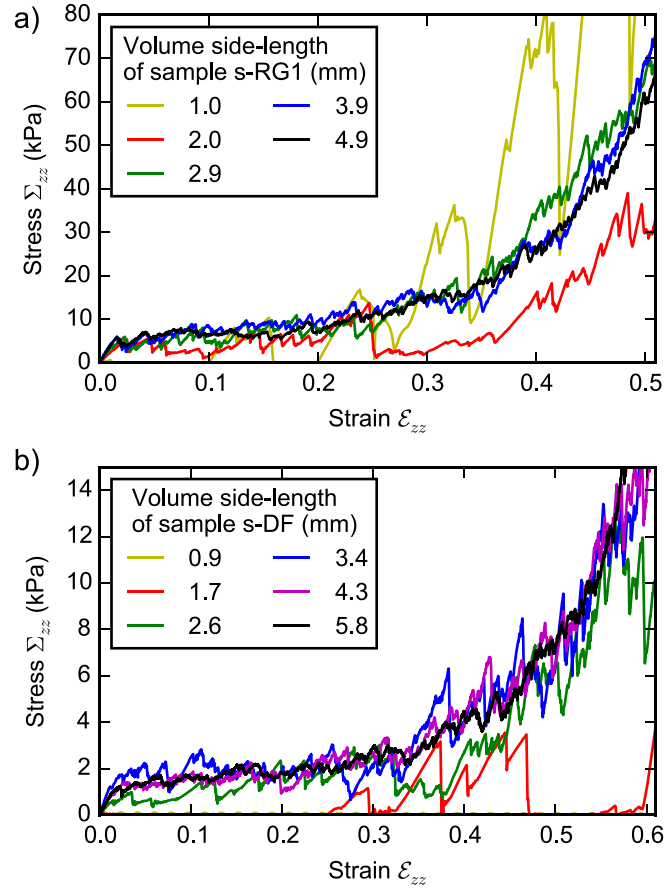 a)
80
70
60
50
40
30
20
10
0
Stress Σzz (kPa)
Volume side-length
of sample s-RG1 (mm)
1.0 3.9
2.0 4.9
2.9
0.0 0.1 0.2 0.3 0.4 0.5
Strain Ɛzz
b)
14
12
10
8
6
4
2
0
Stress Σzz (kPa)
Volume side-length
of sample s-DF (mm)
0.9 3.4
1.7 4.3
2.6 5.8
0.0 0.1 0.2 0.3 0.4 0.5 0.6
Strain Ɛzz